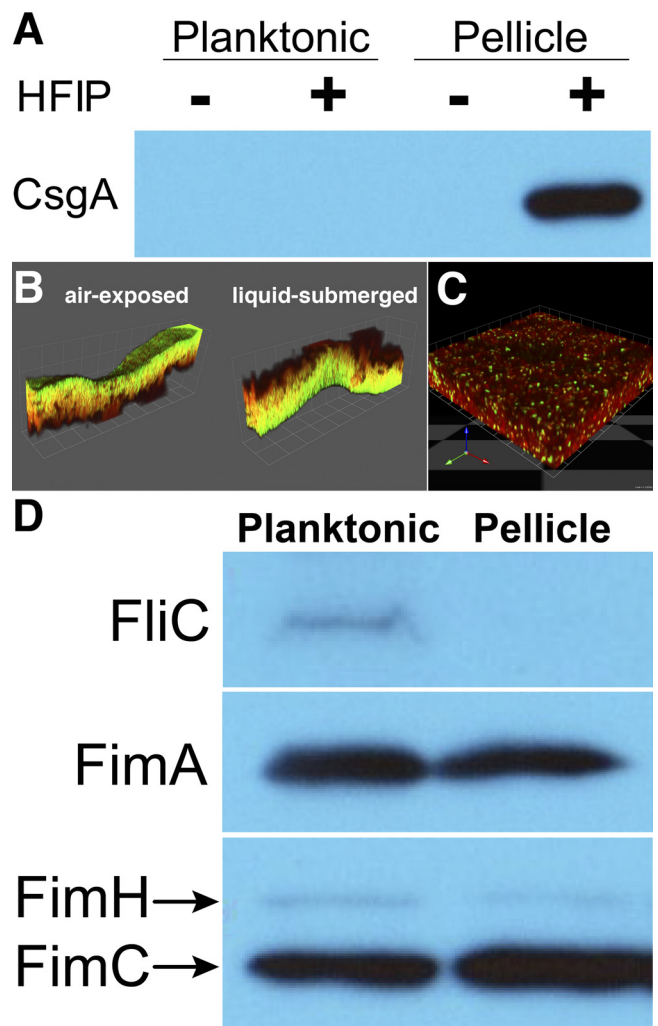 A
Planktonic Pellicle
HFIP - + - +
CsgA
B air-exposed liquid-submerged C
D
Planktonic Pellicle
FliC
FimA
FimH
FimC